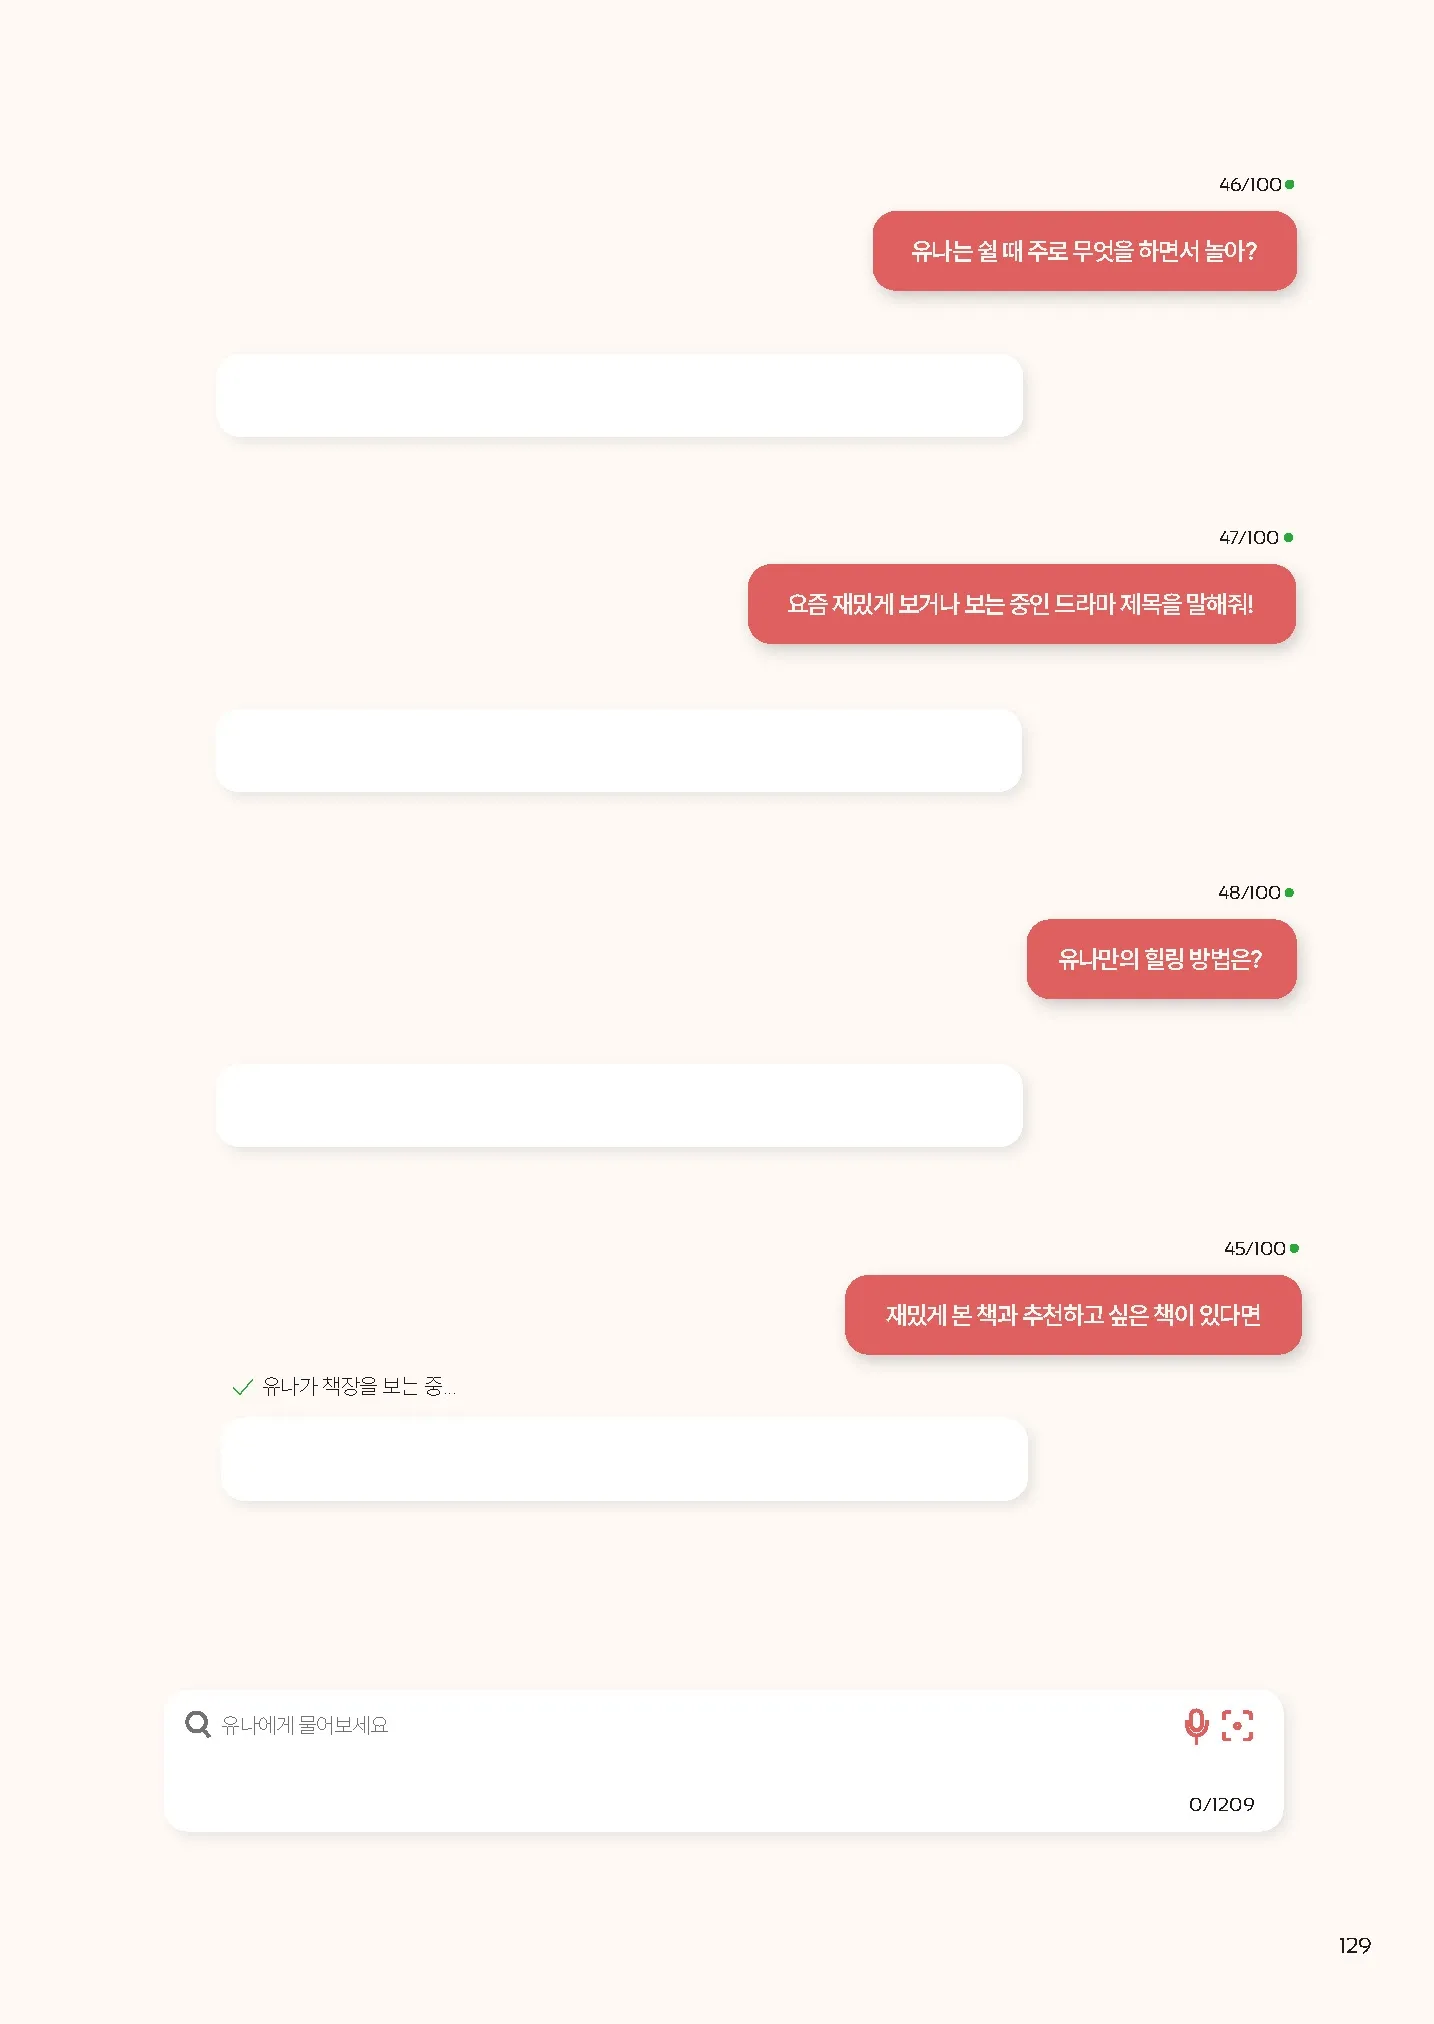 46/100
유나는 쉴 때 주로 무엇을 하면서 놀아?
47/100
요즘 재밌게 보거나 보는 중인 드라마 제목을 말해줘!
48/100
유나만의 힐링 방법은?
45/100
재밌게 본 책과 추천하고 싶은 책이 있다면
유나가 책장을 보는 중...
유나에게 물어보세요
0/1209
129